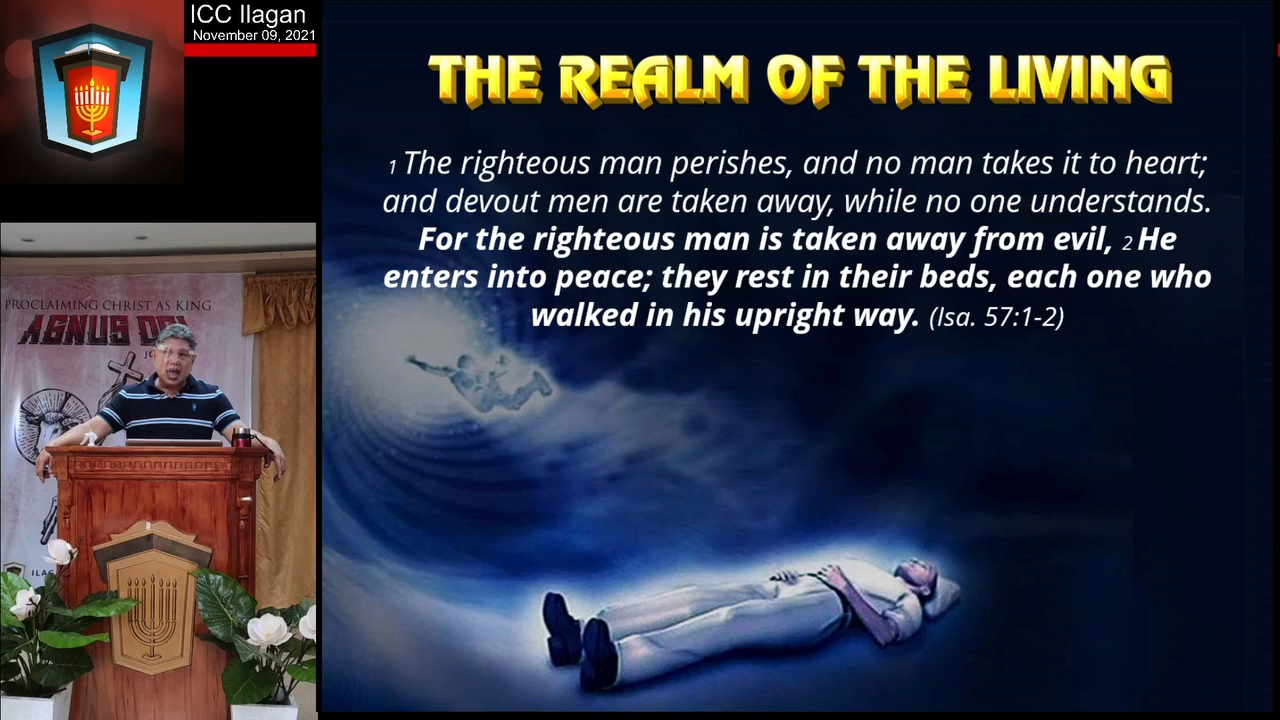 ICC Ilagan
November 09, 2021
THE REALM OF THE LIVING
1 The righteous man perishes, and no man takes it to heart;
and devout men are taken away, while no one understands.
For the righteous man is taken away from evil, 2 He
enters into peace; they rest in their beds, each one who
walked in his upright way. (Isa. 57:1-2)
PROCLAIMING CHRIST AS KING
AGNUS DEI